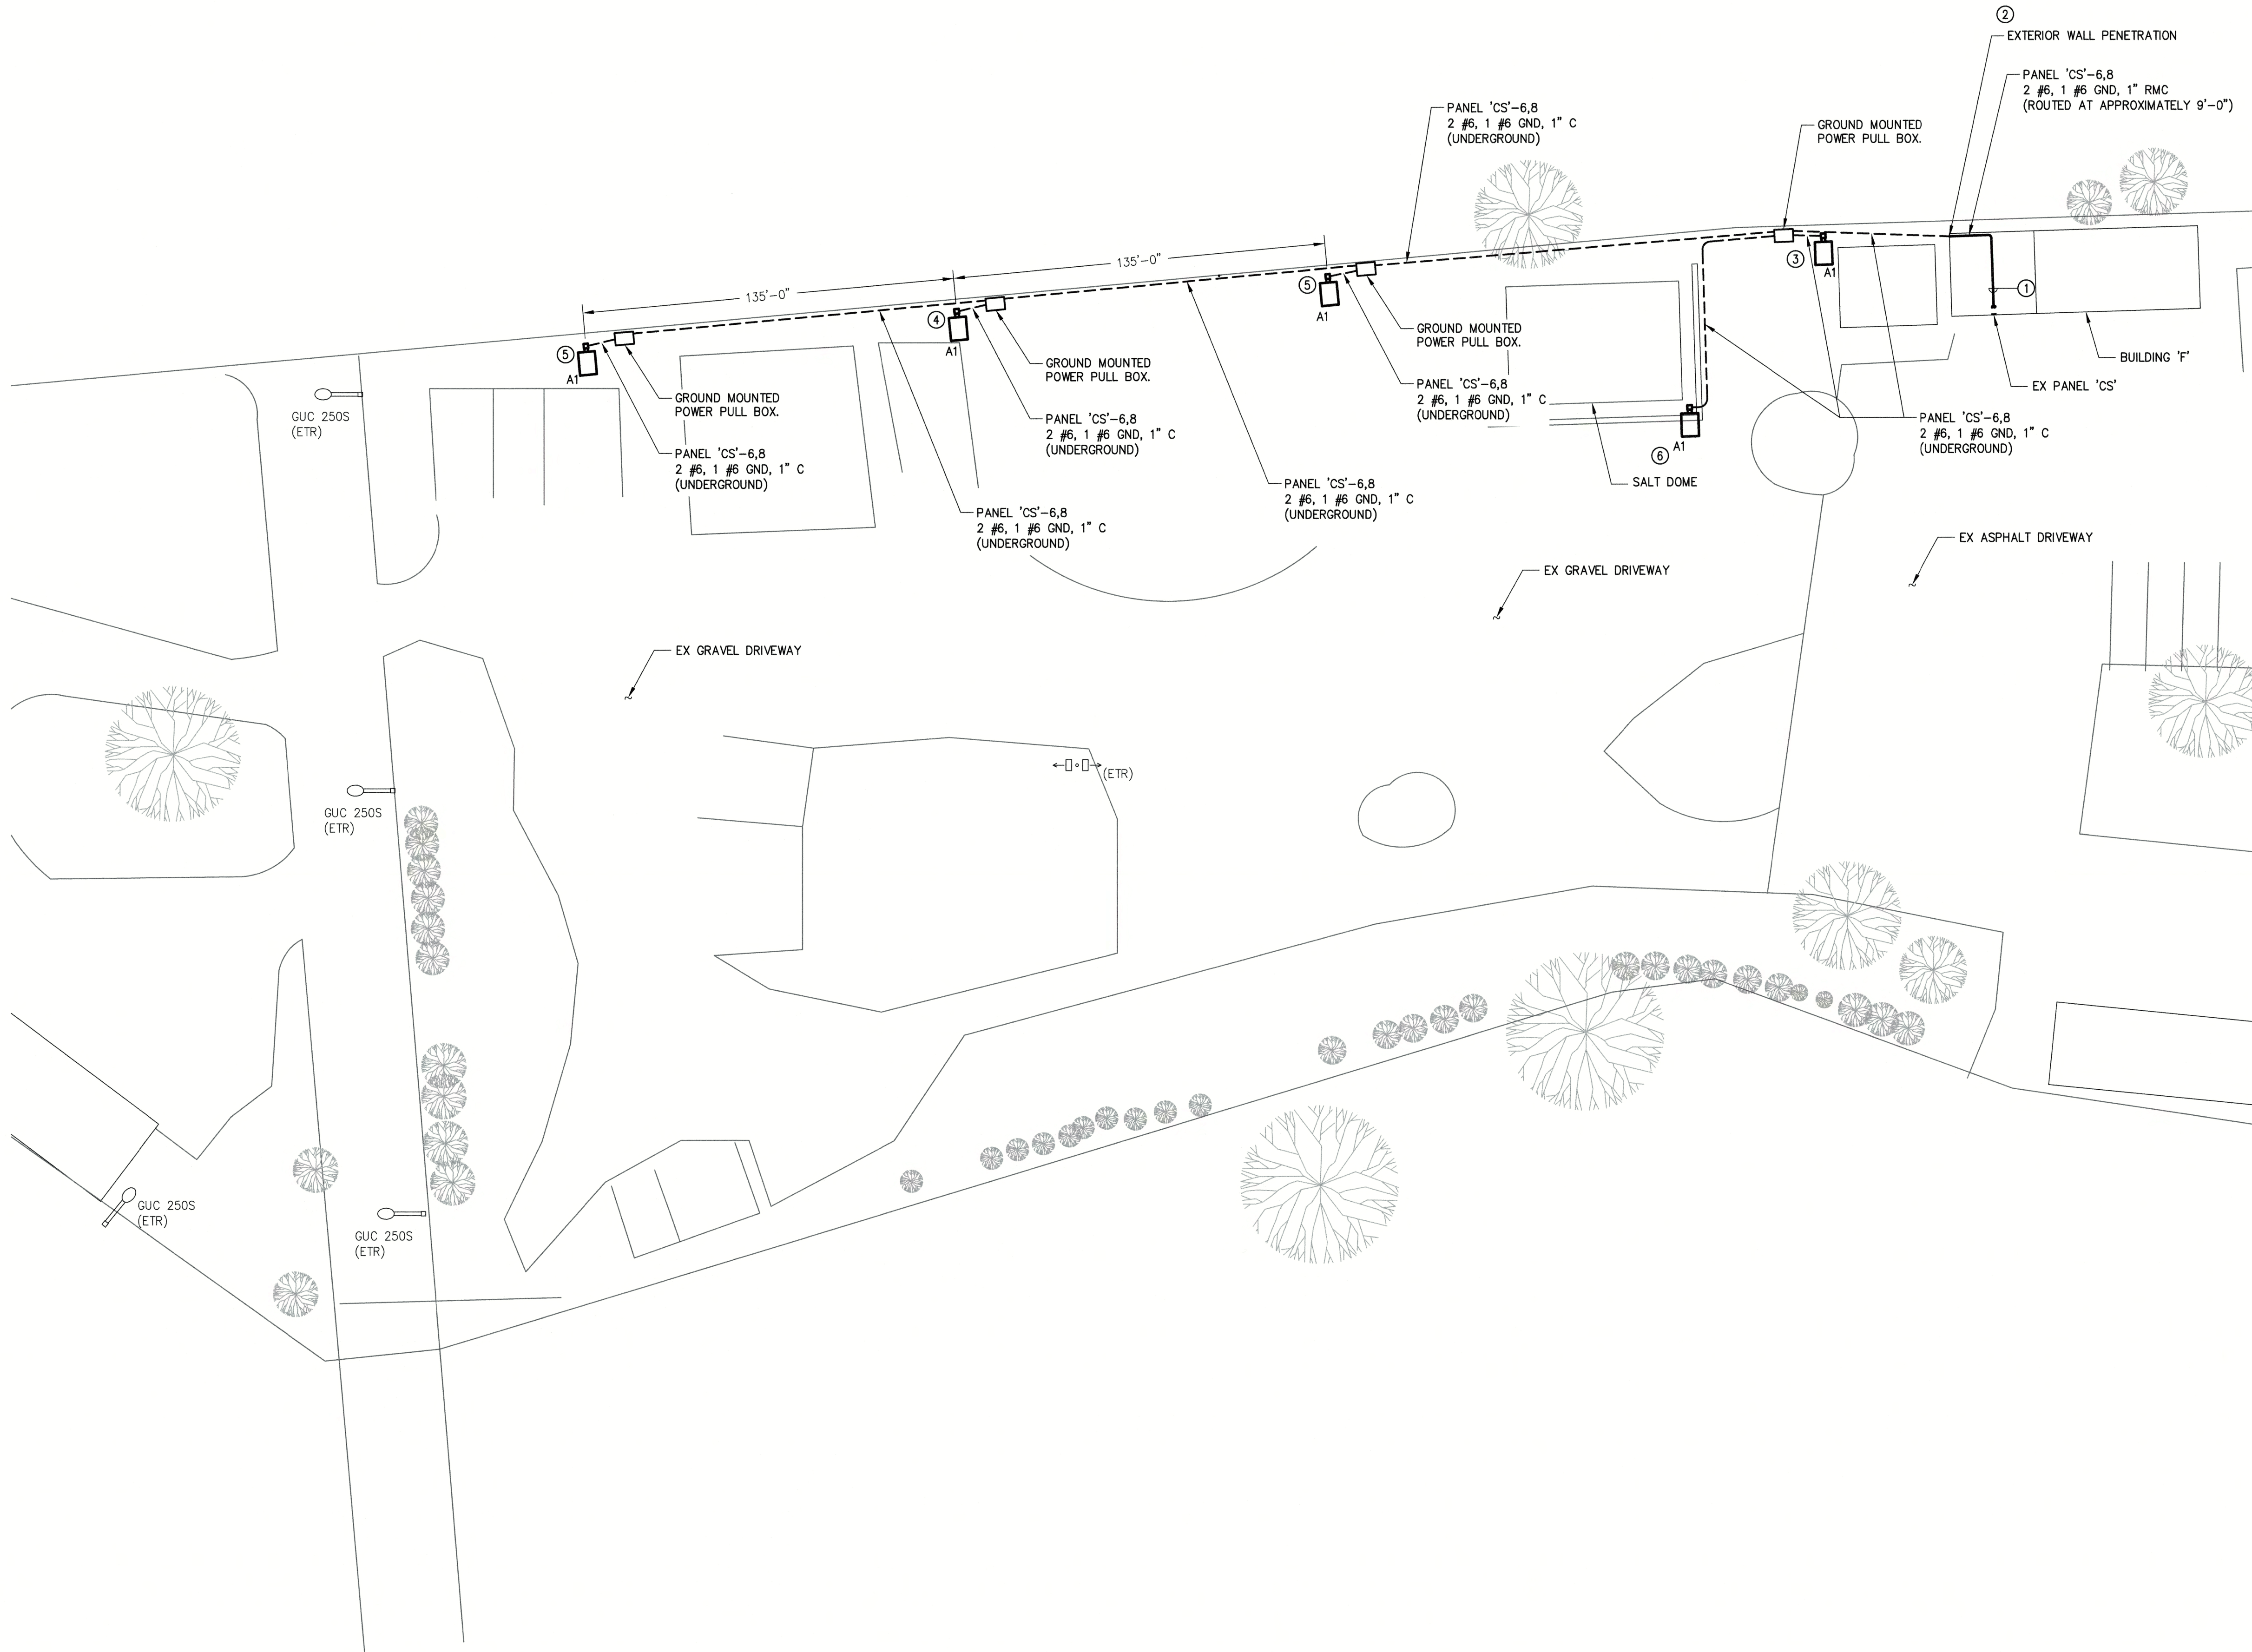 ②
EXTERIOR WALL PENETRATION
PANEL 'CS'-6,8
2 #6, 1 #6 GND, 1" RMC
(ROUTED AT APPROXIMATELY 9'-0")
PANEL 'CS'-6,8
2 #6, 1 #6 GND, 1" C
(UNDERGROUND)
GROUND MOUNTED
POWER PULL BOX.
135'-0"
135'-0"
③
A1
①
⑤
A1
④
A1
⑤
A1
GROUND MOUNTED
POWER PULL BOX.
BUILDING 'F'
EX PANEL 'CS'
GROUND MOUNTED
POWER PULL BOX.
PANEL 'CS'-6,8
2 #6, 1 #6 GND, 1" C
(UNDERGROUND)
GROUND MOUNTED
POWER PULL BOX.
GUC 250S
(ETR)
PANEL 'CS'-6,8
2 #6, 1 #6 GND, 1" C
(UNDERGROUND)
PANEL 'CS'-6,8
2 #6, 1 #6 GND, 1" C
(UNDERGROUND)
A1
⑥
PANEL 'CS'-6,8
2 #6, 1 #6 GND, 1" C
(UNDERGROUND)
SALT DOME
PANEL 'CS'-6,8
2 #6, 1 #6 GND, 1" C
(UNDERGROUND)
PANEL 'CS'-6,8
2 #6, 1 #6 GND, 1" C
(UNDERGROUND)
EX ASPHALT DRIVEWAY
EX GRAVEL DRIVEWAY
EX GRAVEL DRIVEWAY
(ETR)
GUC 250S
(ETR)
GUC 250S
(ETR)
GUC 250S
(ETR)